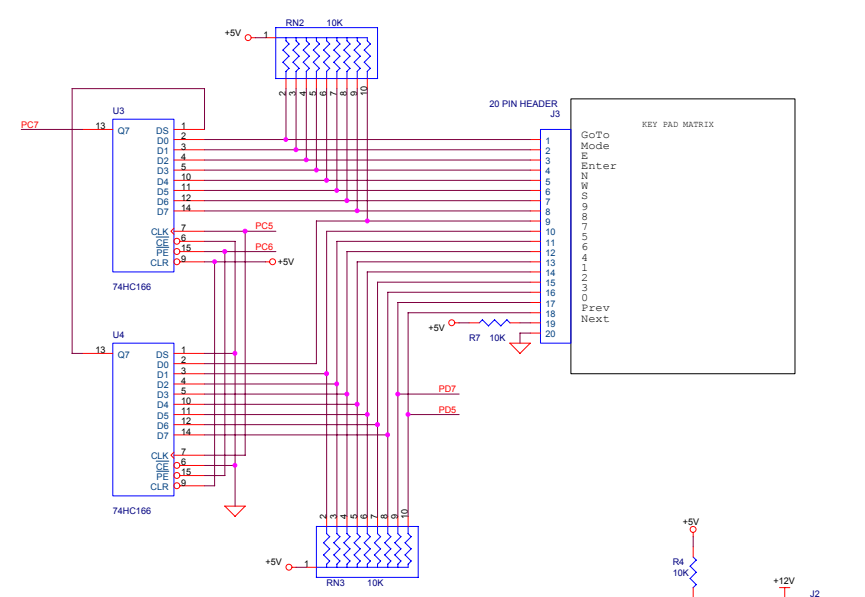 RN2 10K
+5V 1
2 3 4 5 6 7 8 9 10
20 PIN HEADER
J3
KEY PAD MATRIX
U3
PC7 13 Q7 DS 1
D0 2
D1 3
D2 4
D3 5
D4 10
D5 11
D6 12
D7 14
CLK 7 PC5
CE 6
PE 15 PC6
CLR 9 +5V
74HC166
1
2
3
4
5
6
7
8
9
10
11
12
13
14
15
16
17
18
19
20
GoTo
Mode
E
Enter
N
W
S
9
8
7
5
6
4
1
2
3
0
Prev
Next
+5V
R7 10K
U4
13 Q7 DS 1
D0 2
D1 3
D2 4
D3 5
D4 10
D5 11
D6 12
D7 14
CLK 7
CE 6
PE 15
CLR 9
74HC166
PD7
PD5
2 3 4 5 6 7 8 9 10
+5V 1
RN3 10K
+5V
R4
10K
+12V
J2